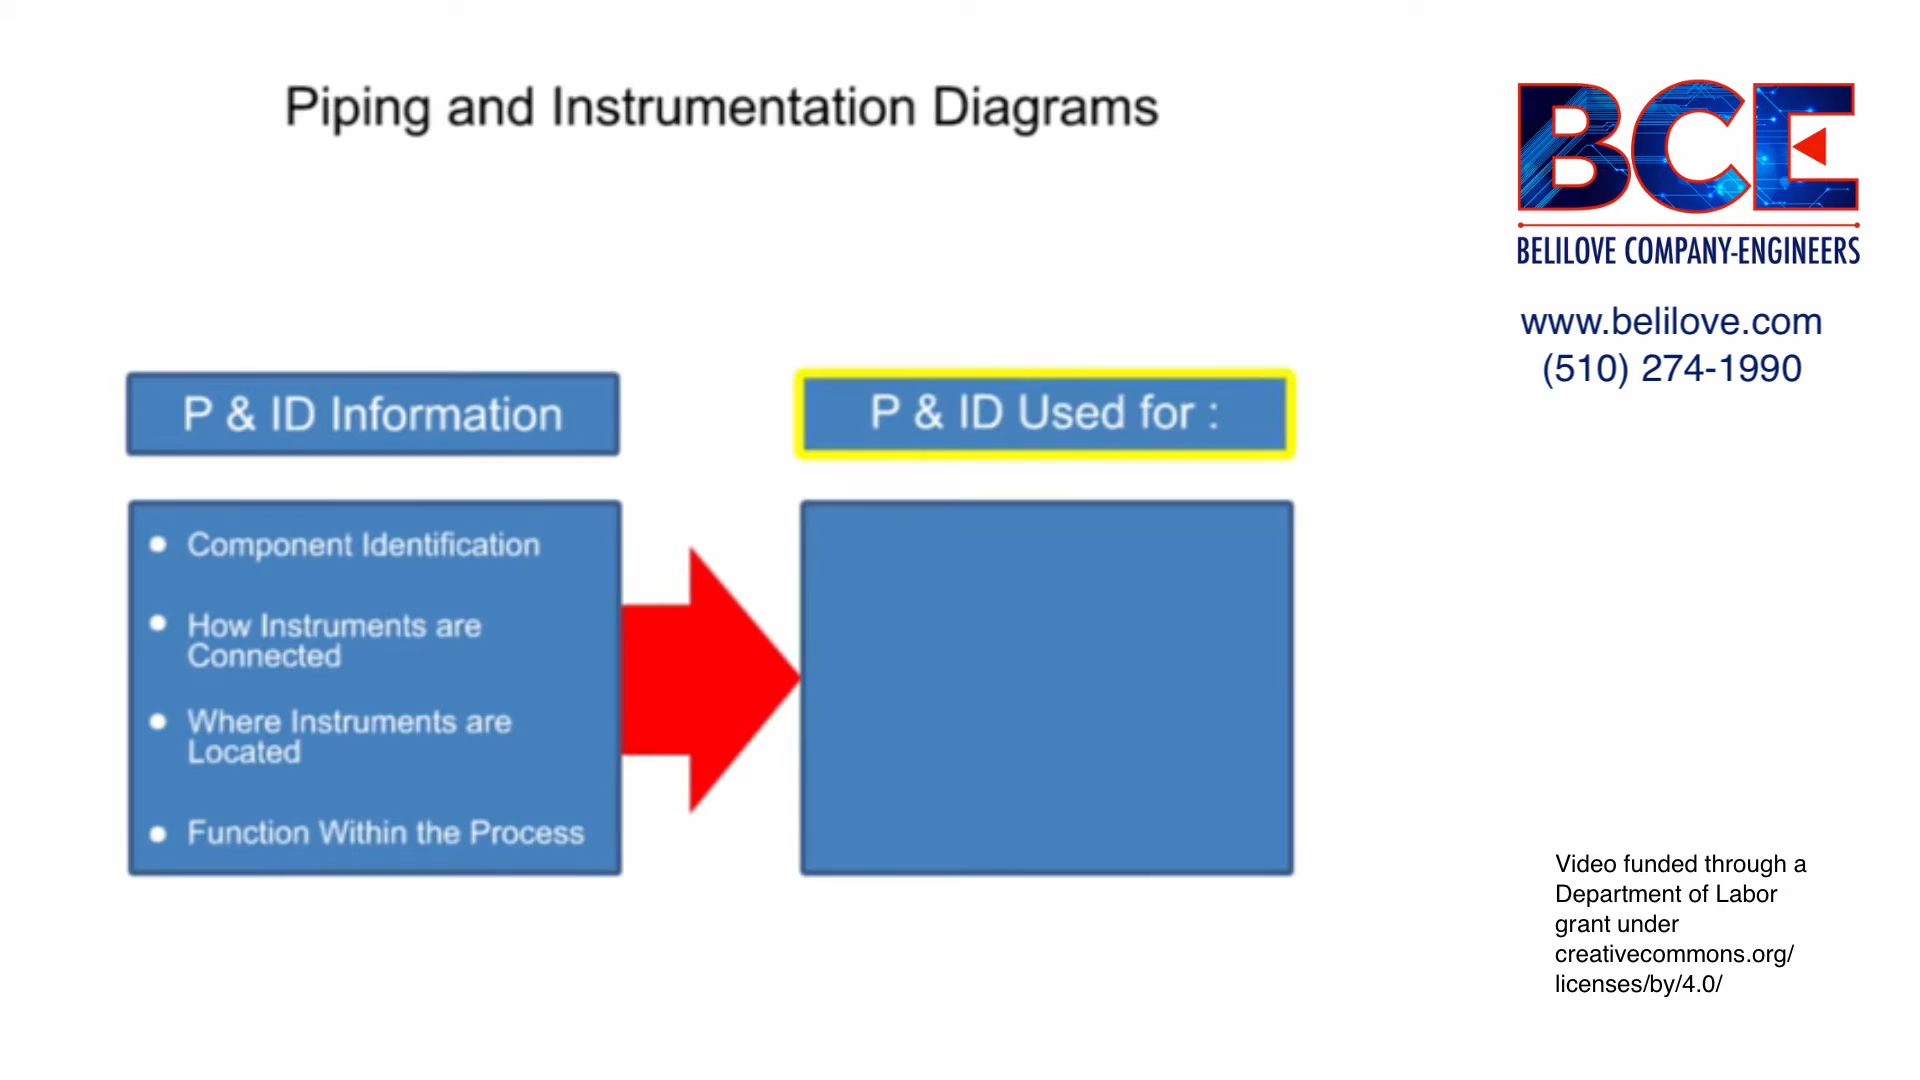 Piping and Instrumentation Diagrams
BCE
BELILOVE COMPANY-ENGINEERS
www.belilove.com
(510) 274-1990
P & ID Information
● Component Identification
● How Instruments are
Connected
● Where Instruments are
Located
● Function Within the Process
P & ID Used for :
Video funded through a
Department of Labor
grant under
creativecommons.org/
licenses/by/4.0/